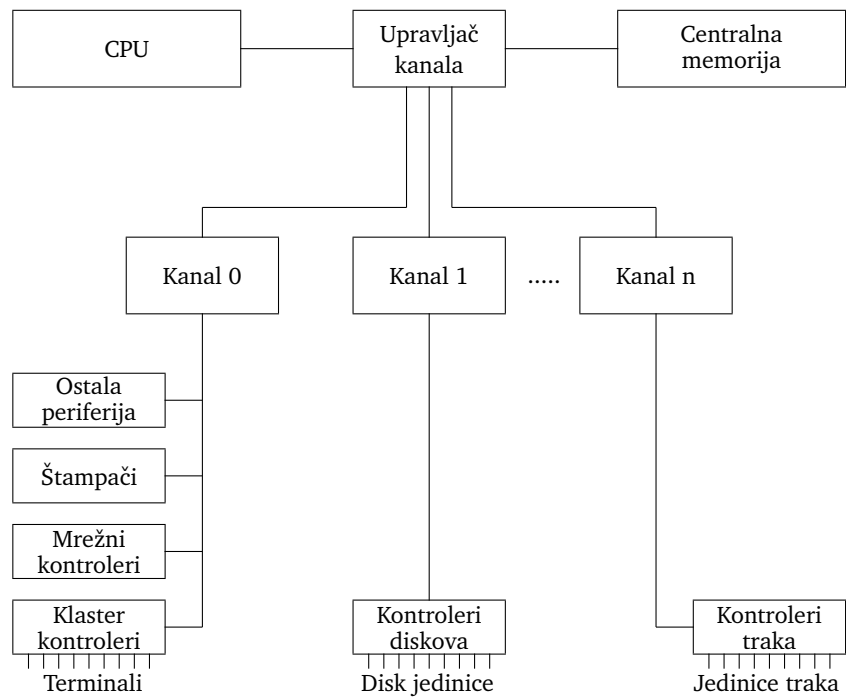 CPU
Upravljač
kanala
Centralna
memorija
Kanal 0
Kanal 1
.....
Kanal n
Ostala
periferija
Štampači
Mrežni
kontroleri
Klaster
kontroleri
Terminali
Kontroleri
diskova
Disk jedinice
Kontroleri
traka
Jedinice traka